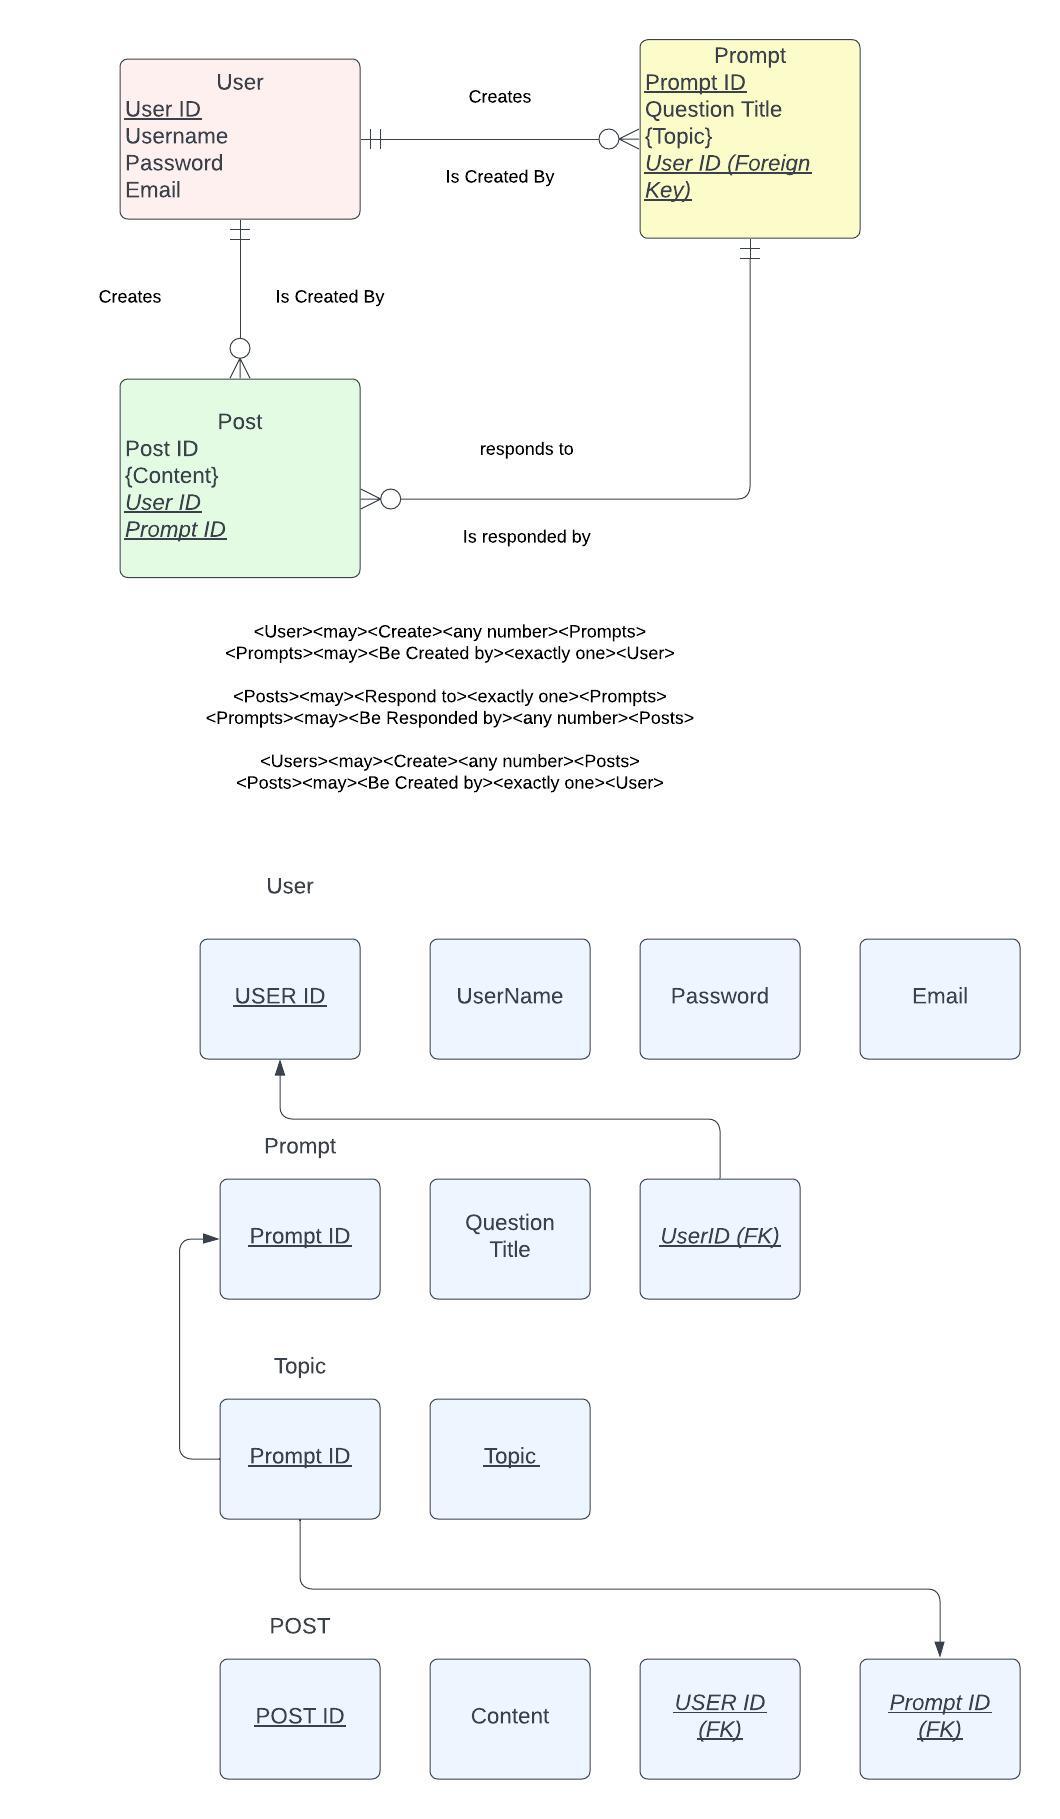 User
User ID
Username
Password
Email
Creates
Is Created By
Prompt
Prompt ID
Question Title
{Topic}
User ID (Foreign
Key)
Creates
Is Created By
Post
Post ID
{Content}
User ID
Prompt ID
responds to
Is responded by
<User><may><Create><any number><Prompts>
<Prompts><may><Be Created by><exactly one><User>
<Posts><may><Respond to><exactly one><Prompts>
<Prompts><may><Be Responded by><any number><Posts>
<Users><may><Create><any number><Posts>
<Posts><may><Be Created by><exactly one><User>
User
USER ID
UserName
Password
Email
Prompt
Prompt ID
Question
Title
UserID (FK)
Topic
Prompt ID
Topic
POST
POST ID
Content
USER ID
(FK)
Prompt ID
(FK)